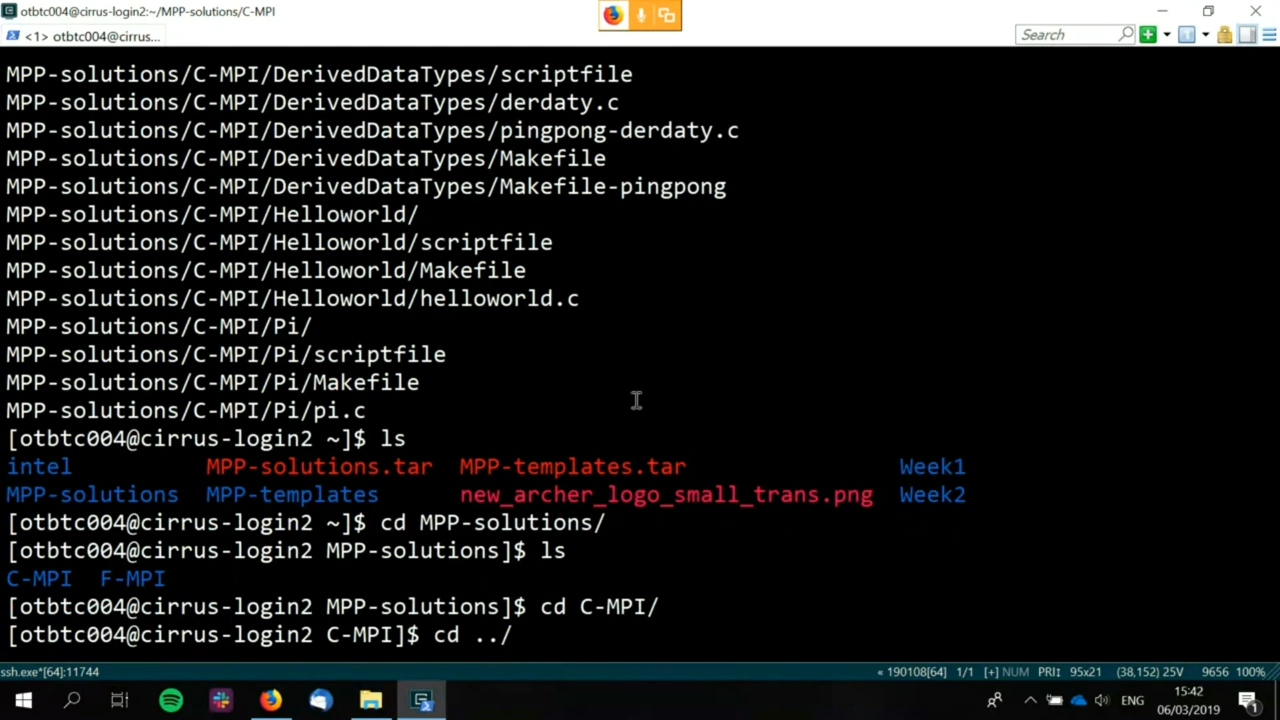 otbtc004@cirrus-login2:~/MPP-solutions/C-MPI
<1> otbtc004@cirrus...
Search
MPP-solutions/C-MPI/DerivedDataTypes/scriptfile
MPP-solutions/C-MPI/DerivedDataTypes/derdaty.c
MPP-solutions/C-MPI/DerivedDataTypes/pingpong-derdaty.c
MPP-solutions/C-MPI/DerivedDataTypes/Makefile
MPP-solutions/C-MPI/DerivedDataTypes/Makefile-pingpong
MPP-solutions/C-MPI/Helloworld/
MPP-solutions/C-MPI/Helloworld/scriptfile
MPP-solutions/C-MPI/Helloworld/Makefile
MPP-solutions/C-MPI/Helloworld/helloworld.c
MPP-solutions/C-MPI/Pi/
MPP-solutions/C-MPI/Pi/scriptfile
MPP-solutions/C-MPI/Pi/Makefile
MPP-solutions/C-MPI/Pi/pi.c
[otbtc004@cirrus-login2 ~]$ ls
intel MPP-solutions.tar MPP-templates.tar Week1
MPP-solutions MPP-templates new_archer_logo_small_trans.png Week2
[otbtc004@cirrus-login2 ~]$ cd MPP-solutions/
[otbtc004@cirrus-login2 MPP-solutions]$ ls
C-MPI F-MPI
[otbtc004@cirrus-login2 MPP-solutions]$ cd C-MPI/
[otbtc004@cirrus-login2 C-MPI]$ cd ../
ssh.exe*[64]:11744 « 190108[64] 1/1 [+] NUM PRI↕ 95x21 (38,152) 25V 9656 100%
ENG 15:42
06/03/2019 1